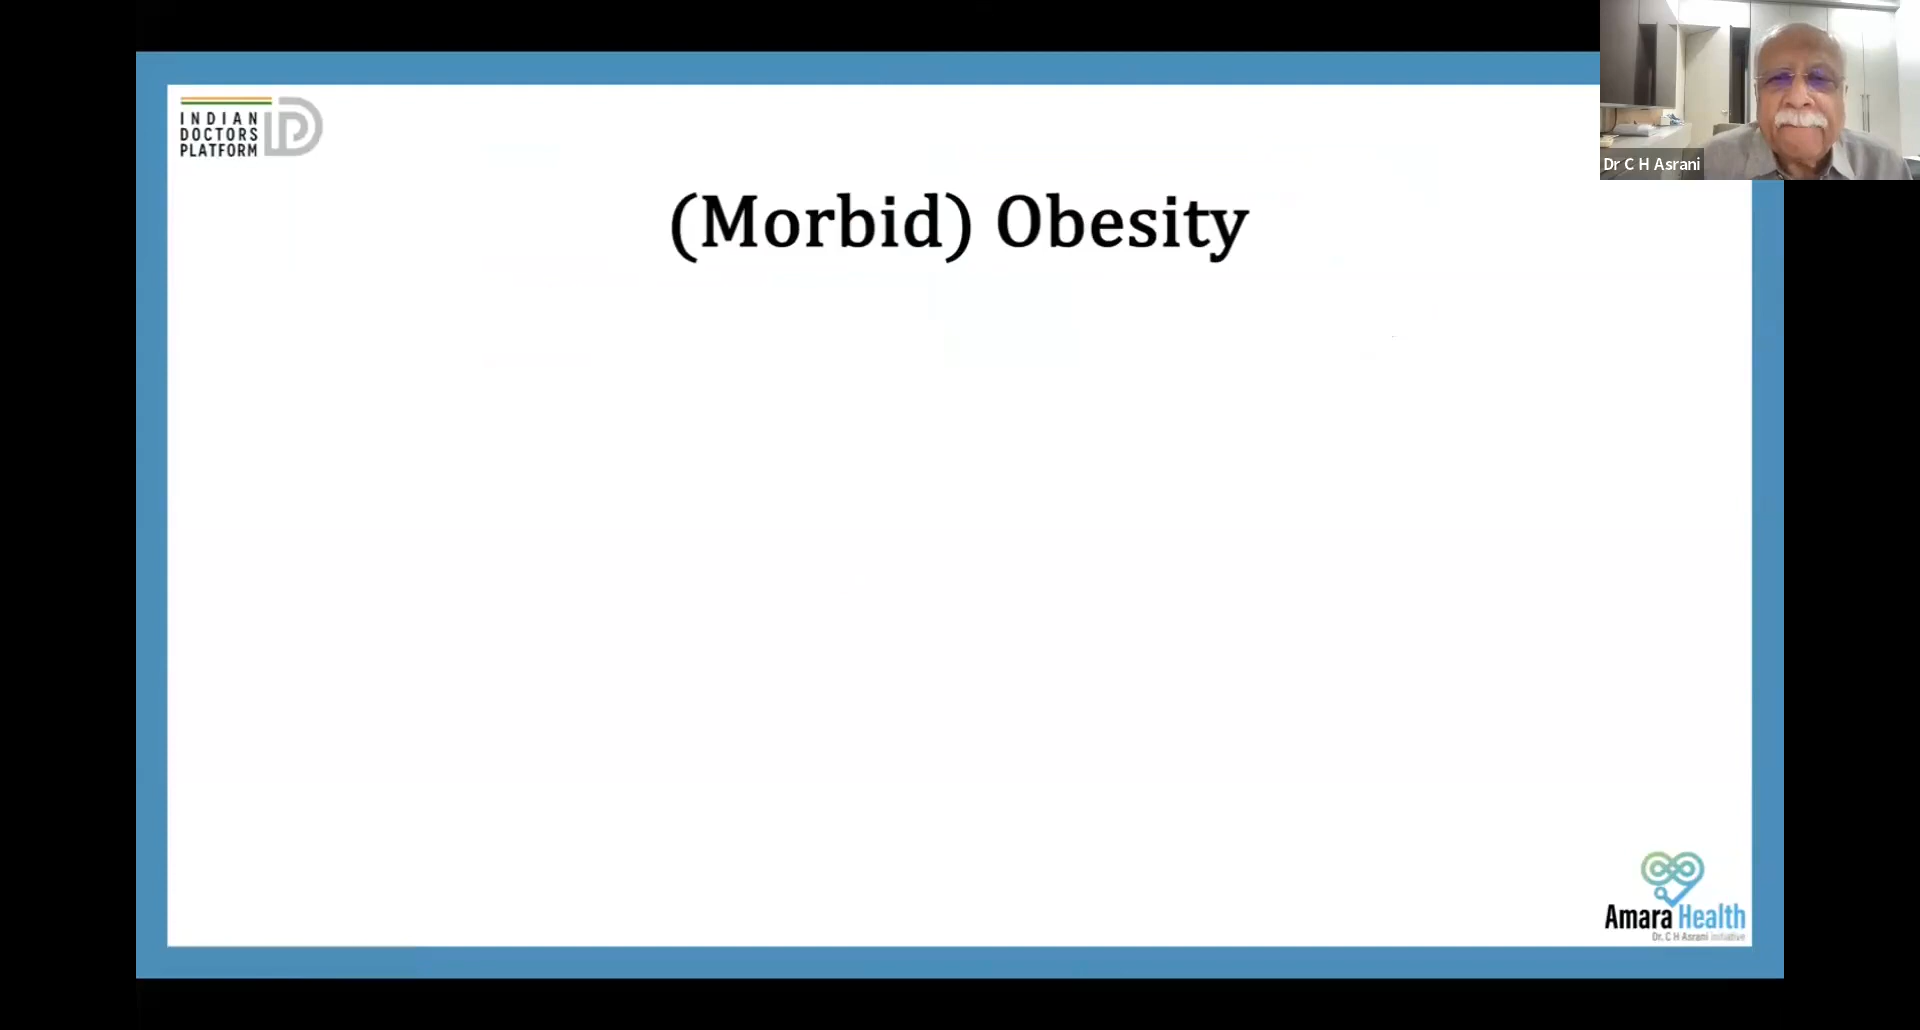 INDIAN
DOCTORS
PLATFORM
Dr C H Asrani
(Morbid) Obesity
Amara Health
Dr. C H Asrani initiative